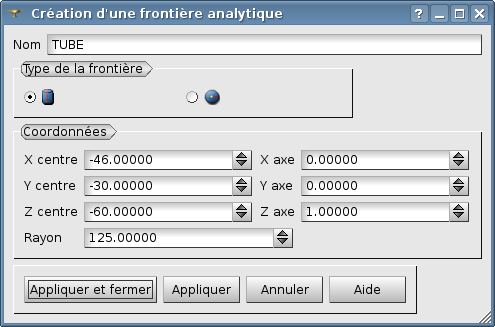 Création d'une frontière analytique
Nom TUBE
Type de la frontière
Coordonnées
X centre -46.00000 X axe 0.00000
Y centre -30.00000 Y axe 0.00000
Z centre -60.00000 Z axe 1.00000
Rayon 125.00000
Appliquer et fermer Appliquer Annuler Aide